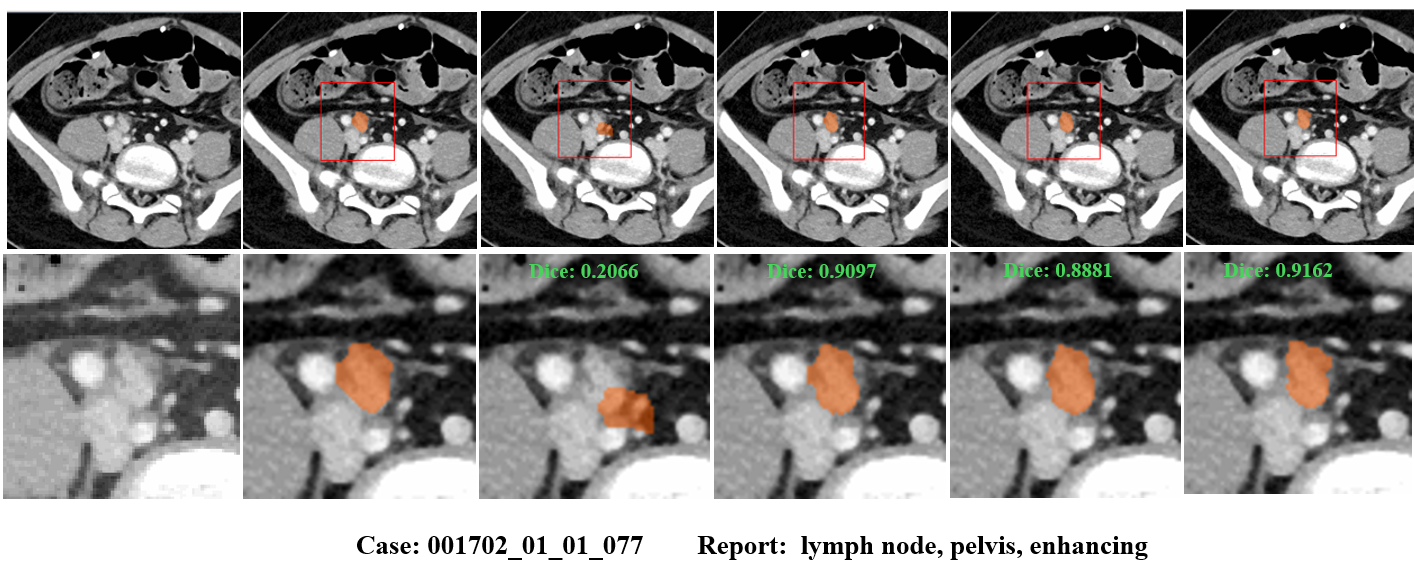 Dice: 0.2066
Dice: 0.9097
Dice: 0.8881
Dice: 0.9162
Case: 001702_01_01_077 Report: lymph node, pelvis, enhancing